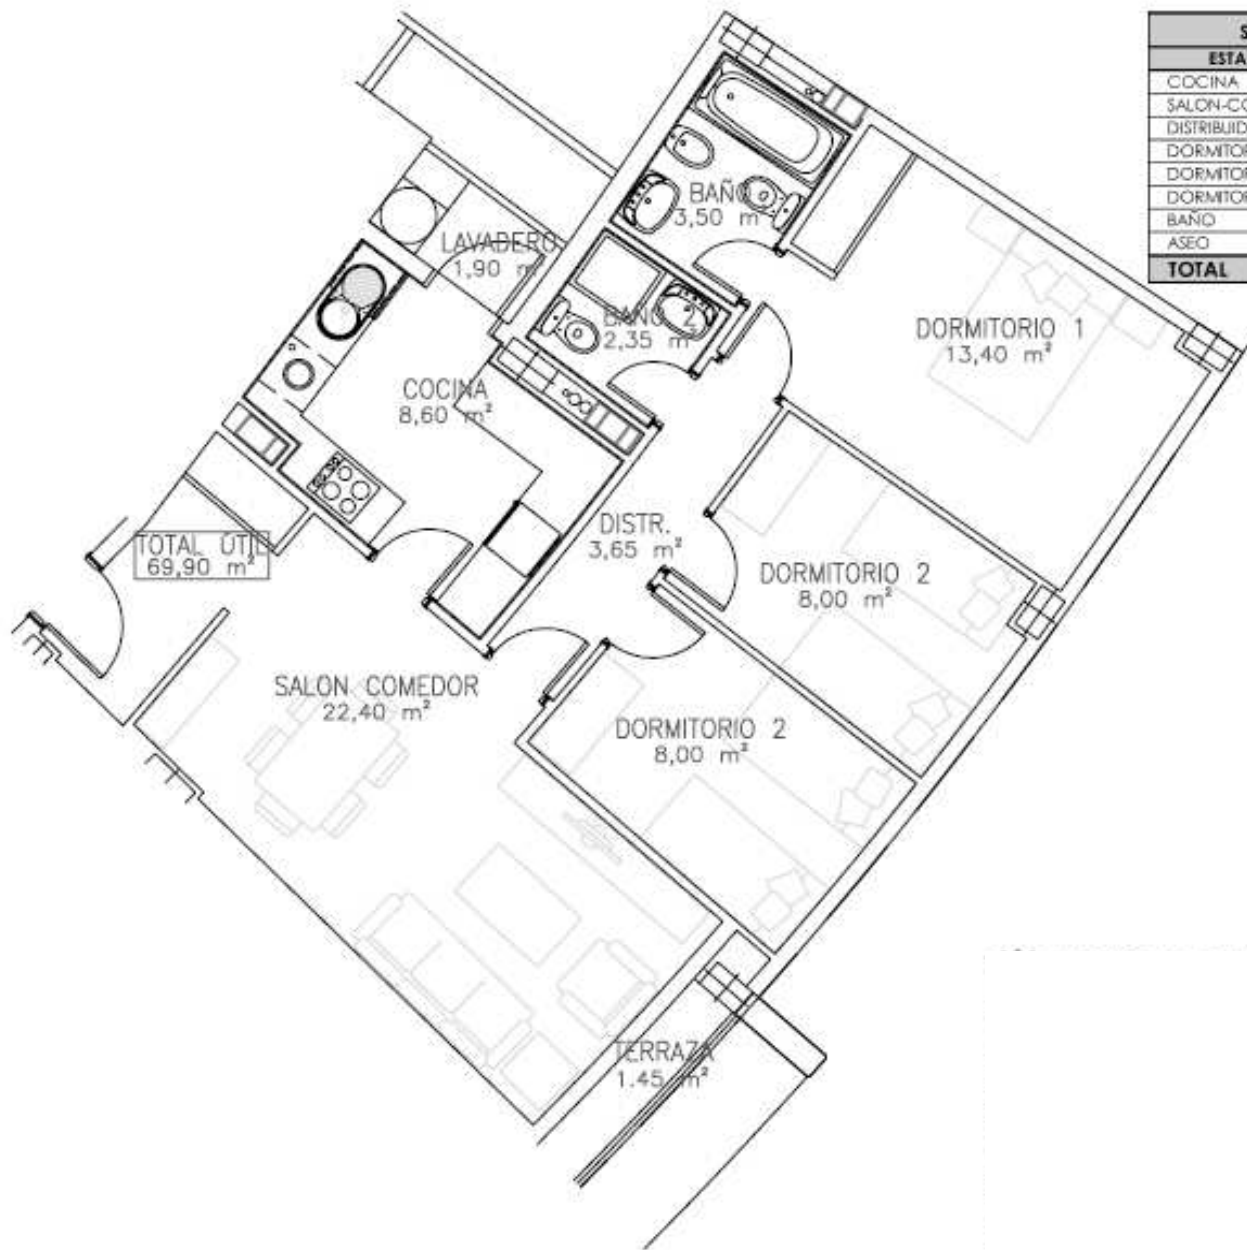 S
ESTA
COCINA
SALON-CO
DISTRIBUID
DORMITOR
DORMITOR
DORMITOR
BAÑO
ASEO
TOTAL
BAÑO
3,50 m
LAVADERO
1,90 m²
BAÑO 2
2,35 m²
DORMITORIO 1
13,40 m²
COCINA
8,60 m²
DISTR.
3,65 m²
TOTAL ÚTIL
69,90 m²
DORMITORIO 2
8,00 m²
SALON COMEDOR
22,40 m²
DORMITORIO 2
8,00 m²
TERRAZA
1.45 m²